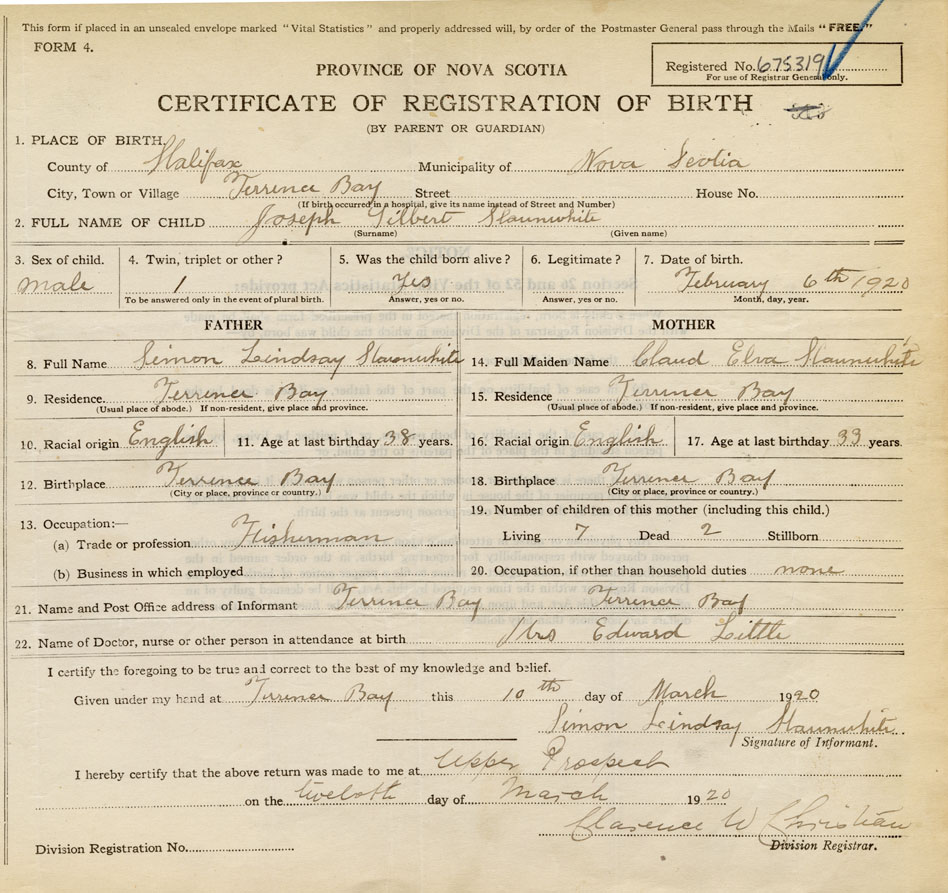 This form if placed in an unsealed envelope marked "Vital Statistics" and properly addressed will, by order of the Postmaster General pass through the Mails "FREE."
FORM 4.
Registered No. 675319
For use of Registrar General only.
PROVINCE OF NOVA SCOTIA
CERTIFICATE OF REGISTRATION OF BIRTH
(BY PARENT OR GUARDIAN)
1. PLACE OF BIRTH.
County of Halifax Municipality of Nova Scotia
City, Town or Village Terrence Bay Street House No.
(If birth occurred in a hospital, give its name instead of Street and Number)
2. FULL NAME OF CHILD Joseph Gilbert Slaunwhite
(Surname) (Given name)
3. Sex of child. 4. Twin, triplet or other? 5. Was the child born alive? 6. Legitimate? 7. Date of birth.
male 1 Yes February 6th 1920
To be answered only in the event of plural birth. Answer, yes or no. Answer, yes or no. Month, day, year.
FATHER MOTHER
8. Full Name Simon Lindsay Slaunwhite 14. Full Maiden Name Claud Elva Slaunwhite
9. Residence. Terrence Bay 15. Residence Terrence Bay
(Usual place of abode.) If non-resident, give place and province. (Usual place of abode.) If non-resident, give place and province.
10. Racial origin English 11. Age at last birthday 38 years. 16. Racial origin English 17. Age at last birthday 33 years.
12. Birthplace Terrence Bay 18. Birthplace Terrence Bay
(City or place, province or country.) (City or place, province or country.)
13. Occupation:— 19. Number of children of this mother (including this child.)
(a) Trade or profession Fisherman Living 7 Dead 2 Stillborn
(b) Business in which employed 20. Occupation, if other than household duties none
21. Name and Post Office address of Informant Terrence Bay Terrence Bay
22. Name of Doctor, nurse or other person in attendance at birth Mrs Edward Little
I certify the foregoing to be true and correct to the best of my knowledge and belief.
Given under my hand at Terrence Bay this 10th day of March 1920
Simon Lindsay Slaunwhite
Signature of Informant.
I hereby certify that the above return was made to me at Upper Prospect
on the twelfth day of March 1920
Clarence W Christian
Division Registration No. Division Registrar.